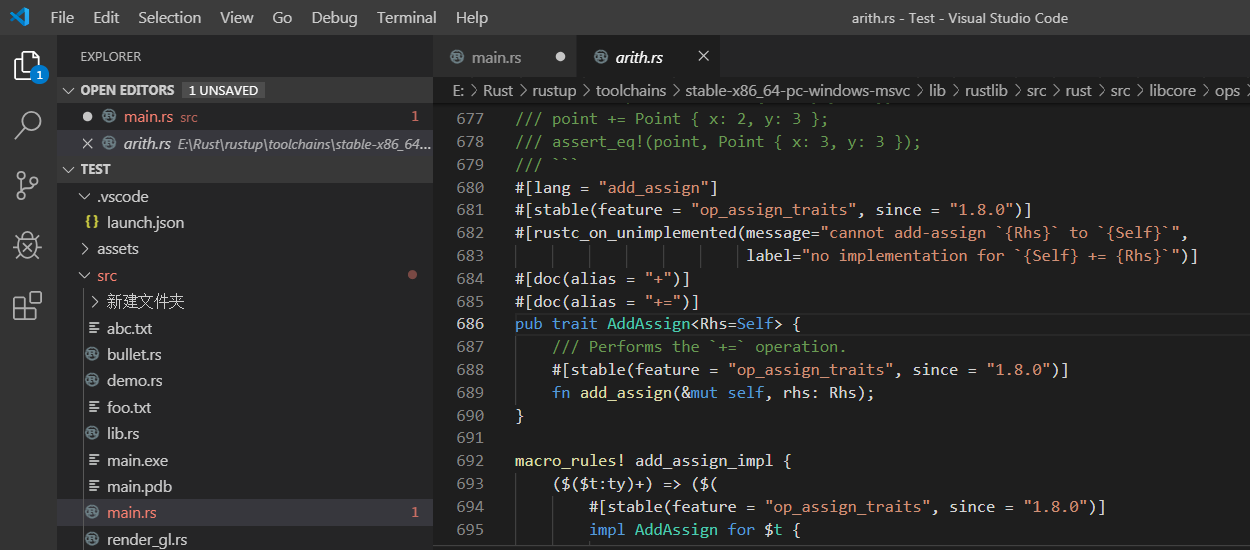 File Edit Selection View Go Debug Terminal Help arith.rs - Test - Visual Studio Code
EXPLORER
OPEN EDITORS 1 UNSAVED
main.rs src 1
arith.rs E:\Rust\rustup\toolchains\stable-x86_64...
TEST
.vscode
launch.json
assets
src
新建文件夹
abc.txt
bullet.rs
demo.rs
foo.txt
lib.rs
main.exe
main.pdb
main.rs 1
render_gl.rs
1
main.rs arith.rs
E: > Rust > rustup > toolchains > stable-x86_64-pc-windows-msvc > lib > rustlib > src > rust > src > libcore > ops >
677 /// point += Point { x: 2, y: 3 };
678 /// assert_eq!(point, Point { x: 3, y: 3 });
679 /// ```
680 #[lang = "add_assign"]
681 #[stable(feature = "op_assign_traits", since = "1.8.0")]
682 #[rustc_on_unimplemented(message="cannot add-assign `{Rhs}` to `{Self}`",
683 label="no implementation for `{Self} += {Rhs}`")]
684 #[doc(alias = "+")]
685 #[doc(alias = "+=")]
686 pub trait AddAssign<Rhs=Self> {
687 /// Performs the `+=` operation.
688 #[stable(feature = "op_assign_traits", since = "1.8.0")]
689 fn add_assign(&mut self, rhs: Rhs);
690 }
691
692 macro_rules! add_assign_impl {
693 ($($t:ty)+) => ($(
694 #[stable(feature = "op_assign_traits", since = "1.8.0")]
695 impl AddAssign for $t {